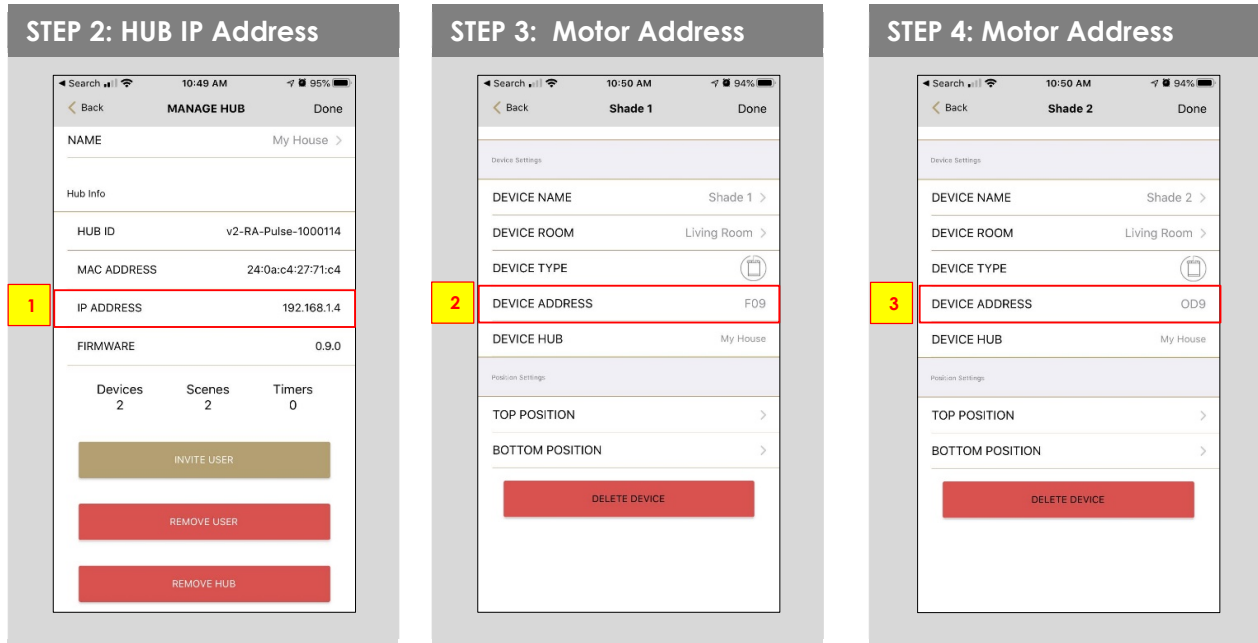 STEP 2: HUB IP Address
Search 10:49 AM 95%
Back MANAGE HUB Done
NAME My House
Hub Info
HUB ID v2-RA-Pulse-1000114
MAC ADDRESS 24:0a:c4:27:71:c4
1 IP ADDRESS 192.168.1.4
FIRMWARE 0.9.0
Devices Scenes Timers
2 2 0
INVITE USER
REMOVE USER
REMOVE HUB
STEP 3: Motor Address
Search 10:50 AM 94%
Back Shade 1 Done
Device Settings
DEVICE NAME Shade 1
DEVICE ROOM Living Room
DEVICE TYPE
2 DEVICE ADDRESS F09
DEVICE HUB My House
Position Settings
TOP POSITION
BOTTOM POSITION
DELETE DEVICE
STEP 4: Motor Address
Search 10:50 AM 94%
Back Shade 2 Done
Device Settings
DEVICE NAME Shade 2
DEVICE ROOM Living Room
DEVICE TYPE
3 DEVICE ADDRESS OD9
DEVICE HUB My House
Position Settings
TOP POSITION
BOTTOM POSITION
DELETE DEVICE